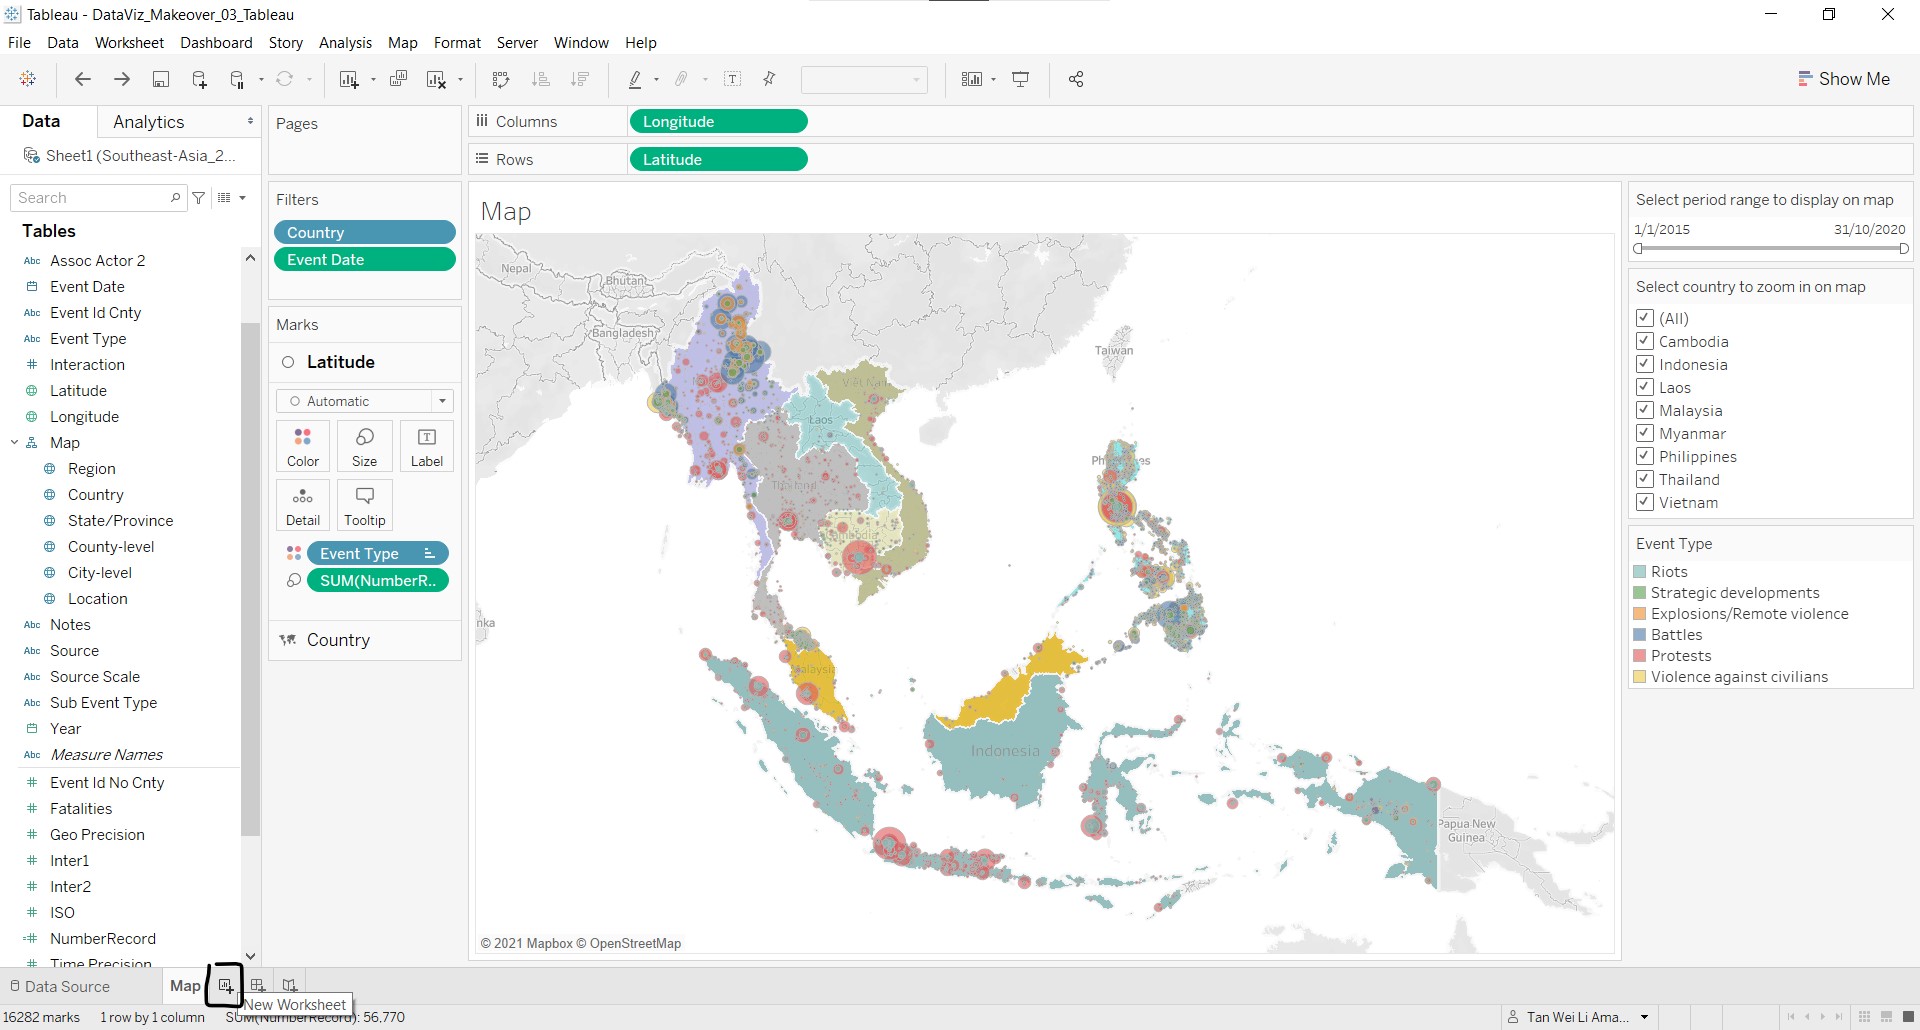 Tableau - DataViz_Makeover_03_Tableau
File Data Worksheet Dashboard Story Analysis Map Format Server Window Help
Show Me
Data Analytics
Sheet1 (Southeast-Asia_2...
Search
Tables
Abc Assoc Actor 2
Event Date
Abc Event Id Cnty
Abc Event Type
# Interaction
Latitude
Longitude
Map
Region
Country
State/Province
County-level
City-level
Location
Abc Notes
Abc Source
Abc Source Scale
Abc Sub Event Type
Year
Abc Measure Names
# Event Id No Cnty
# Fatalities
# Geo Precision
# Inter1
# Inter2
# ISO
=# NumberRecord
Time Precision
Pages
Filters
Country
Event Date
Marks
Latitude
Automatic
Color Size Label
Detail Tooltip
Event Type
SUM(NumberR..
Country
Columns Longitude
Rows Latitude
Map
Nepal
Bhutan
Bangladesh
Taiwan
Viet Nam
Laos
Thailand
Cambodia
Philippines
nka
Malaysia
Indonesia
Papua New
Guinea
© 2021 Mapbox © OpenStreetMap
Select period range to display on map
1/1/2015 31/10/2020
Select country to zoom in on map
(All)
Cambodia
Indonesia
Laos
Malaysia
Myanmar
Philippines
Thailand
Vietnam
Event Type
Riots
Strategic developments
Explosions/Remote violence
Battles
Protests
Violence against civilians
Data Source Map
New Worksheet
16282 marks 1 row by 1 column SUM(NumberRecord): 56,770
Tan Wei Li Ama...